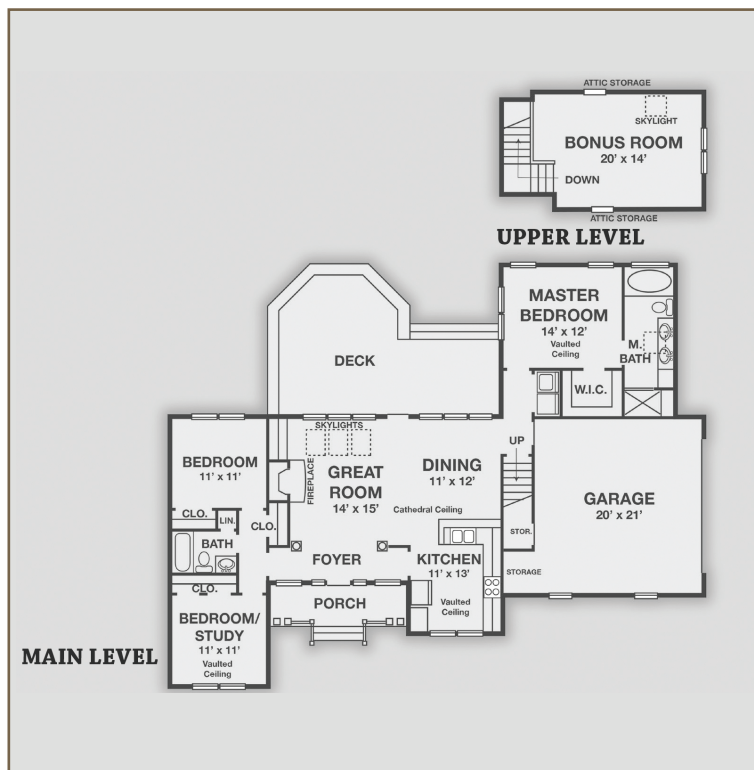 ATTIC STORAGE
SKYLIGHT
BONUS ROOM
20' x 14'
DOWN
ATTIC STORAGE
UPPER LEVEL
MASTER
BEDROOM
14' x 12'
Vaulted
Ceiling
M.
BATH
W.I.C.
DECK
SKYLIGHTS
BEDROOM
11' x 11'
FIREPLACE
GREAT
ROOM
14' x 15'
DINING
11' x 12'
Cathedral Ceiling
UP
GARAGE
20' x 21'
CLO.
LIN.
CLO.
BATH
STOR.
FOYER
KITCHEN
11' x 13'
Vaulted
Ceiling
STORAGE
CLO.
PORCH
BEDROOM/
STUDY
11' x 11'
Vaulted
Ceiling
MAIN LEVEL